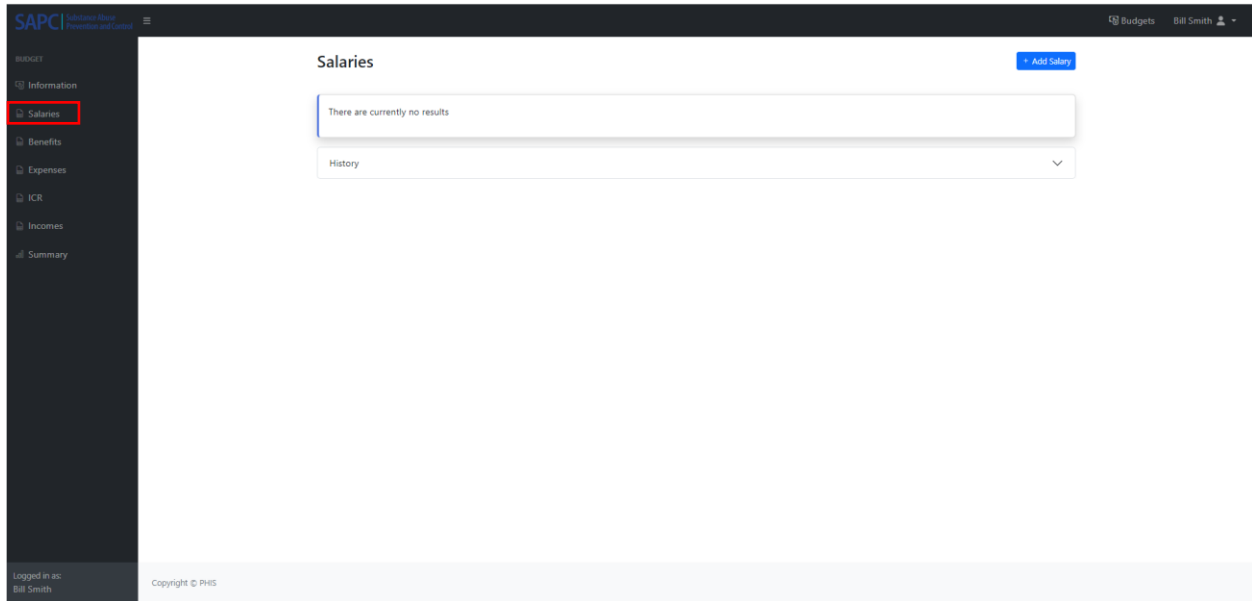 SAPC Substance Abuse
Prevention and Control
Budgets
Bill Smith
BUDGET
Information
Salaries
Benefits
Expenses
ICR
Incomes
Summary
Logged in as:
Bill Smith
Salaries
+ Add Salary
There are currently no results
History
Copyright © PHIS